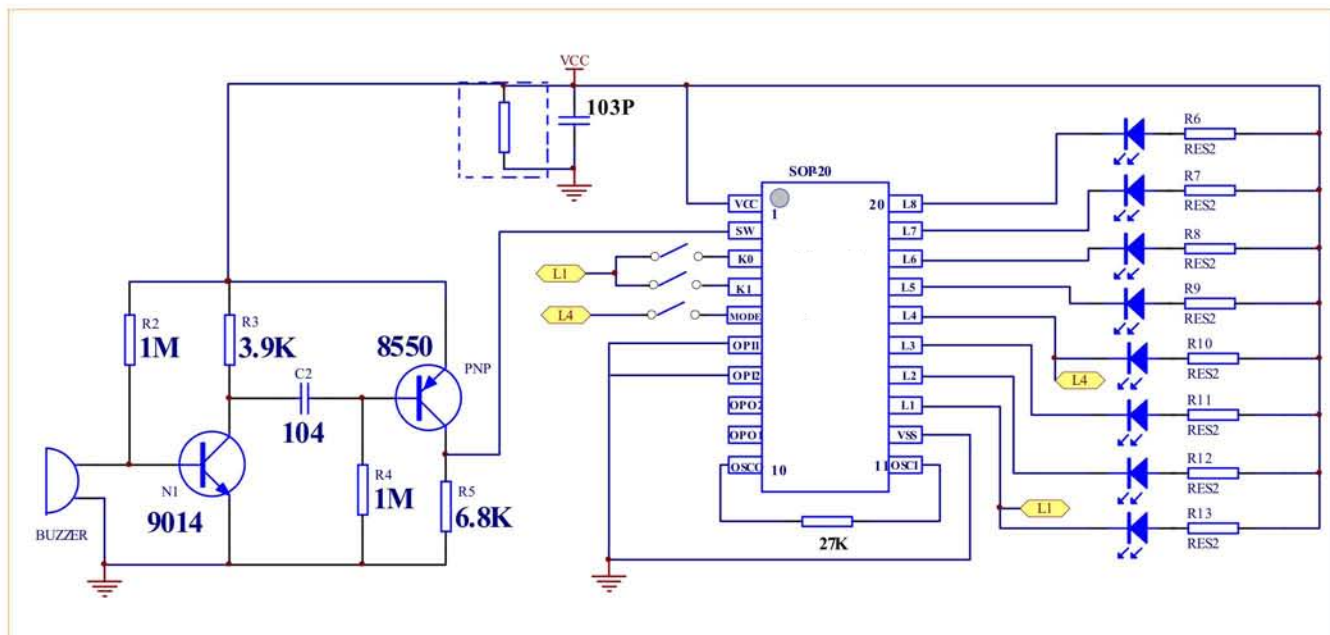 VCC
103P
R6
RES2
SOP-20
R7
RES2
VCC
1
20
L8
SW
L7
R8
RES2
K0
L6
L1
K1
L5
R9
RES2
L4
MODE
L4
R2
1M
R3
3.9K
8550
PNP
OPI1
L3
R10
RES2
OPI2
L2
L4
C2
104
OPO2
L1
R11
RES2
OPO1
VSS
N1
9014
R4
1M
R5
6.8K
OSCO
10
11
OSCI
R12
RES2
L1
R13
RES2
BUZZER
27K